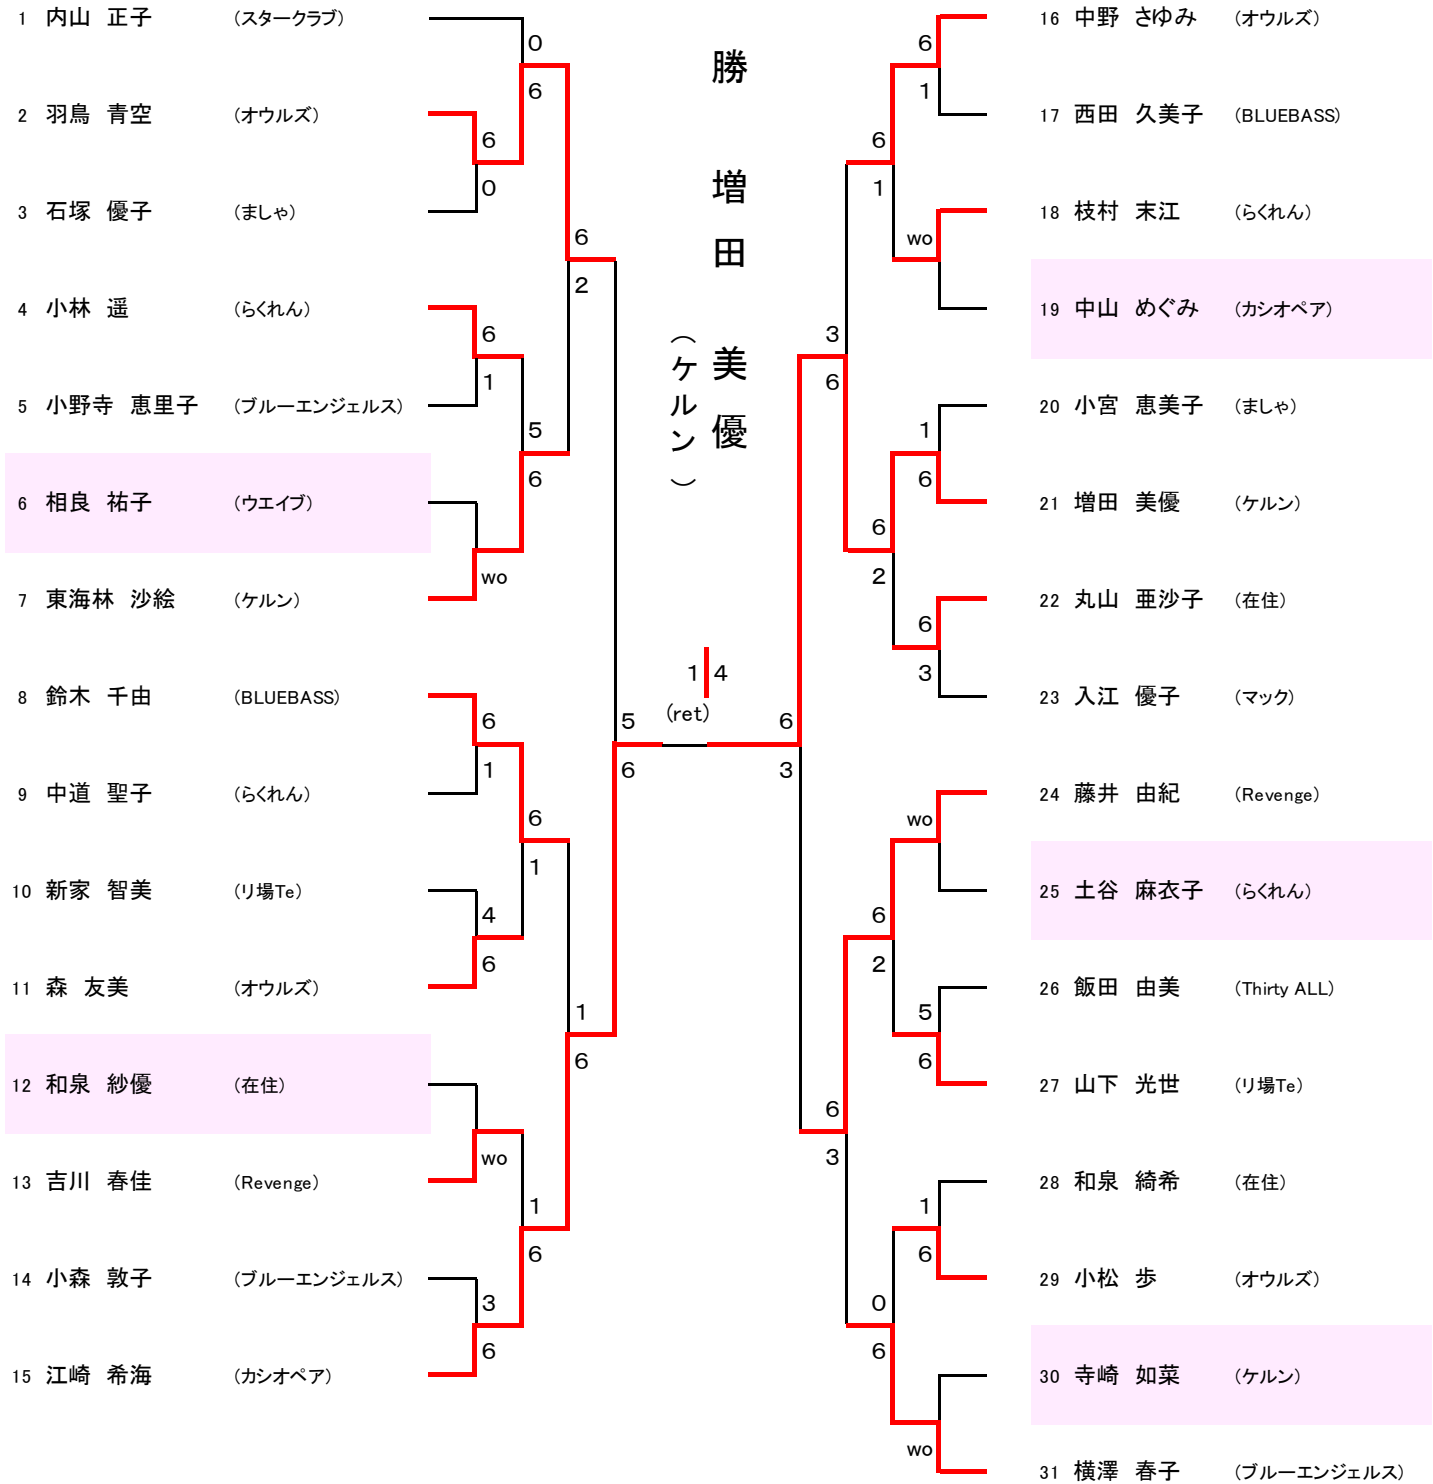 1 内山 正子 (スタークラブ)
0
6
2 羽鳥 青空 (オウルズ)
6
0
3 石塚 優子 (ましゃ)
6
2
4 小林 遥 (らくれん)
6
1
5 小野寺 恵里子 (ブルーエンジェルス)
5
6
6 相良 祐子 (ウエイブ)
wo
7 東海林 沙絵 (ケルン)
8 鈴木 千由 (BLUEBASS)
6
1
9 中道 聖子 (らくれん)
6
1
10 新家 智美 (リ場Te)
4
6
11 森 友美 (オウルズ)
1
6
12 和泉 紗優 (在住)
wo
13 吉川 春佳 (Revenge)
1
6
14 小森 敦子 (ブルーエンジェルス)
3
6
15 江崎 希海 (カシオペア)
5
6
勝 増田 美優
(ケルン)
1 4
(ret)
6
3
16 中野 さゆみ (オウルズ)
6
1
17 西田 久美子 (BLUEBASS)
6
1
18 枝村 末江 (らくれん)
wo
19 中山 めぐみ (カシオペア)
3
6
20 小宮 恵美子 (ましゃ)
1
6
21 増田 美優 (ケルン)
6
2
22 丸山 亜沙子 (在住)
6
3
23 入江 優子 (マック)
24 藤井 由紀 (Revenge)
wo
25 土谷 麻衣子 (らくれん)
6
2
26 飯田 由美 (Thirty ALL)
5
6
27 山下 光世 (リ場Te)
6
3
28 和泉 綺希 (在住)
1
6
29 小松 歩 (オウルズ)
0
6
30 寺崎 如菜 (ケルン)
wo
31 横澤 春子 (ブルーエンジェルス)